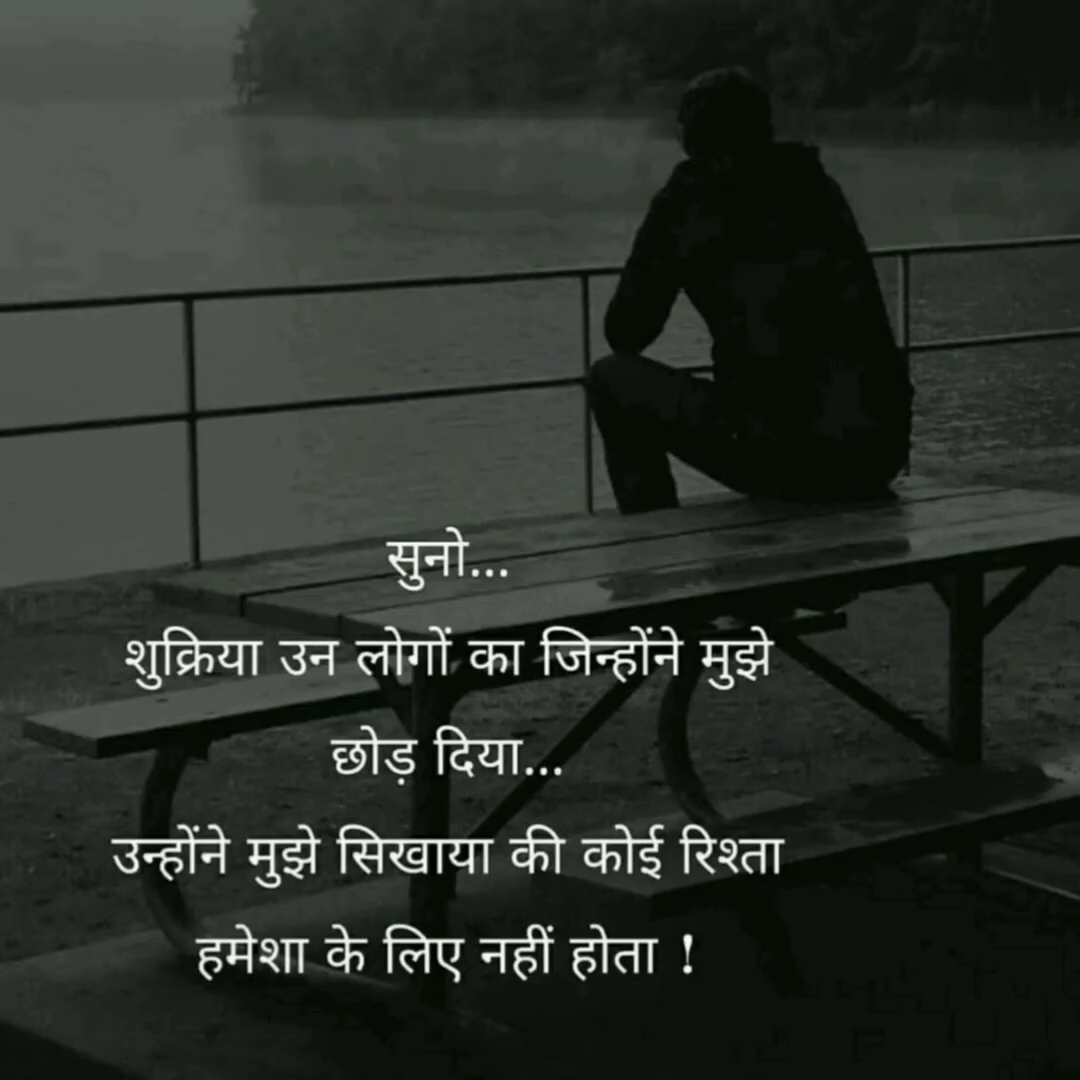 सुनो...
शुक्रिया उन लोगों का जिन्होंने मुझे
छोड़ दिया...
उन्होंने मुझे सिखाया की कोई रिश्ता
हमेशा के लिए नहीं होता !